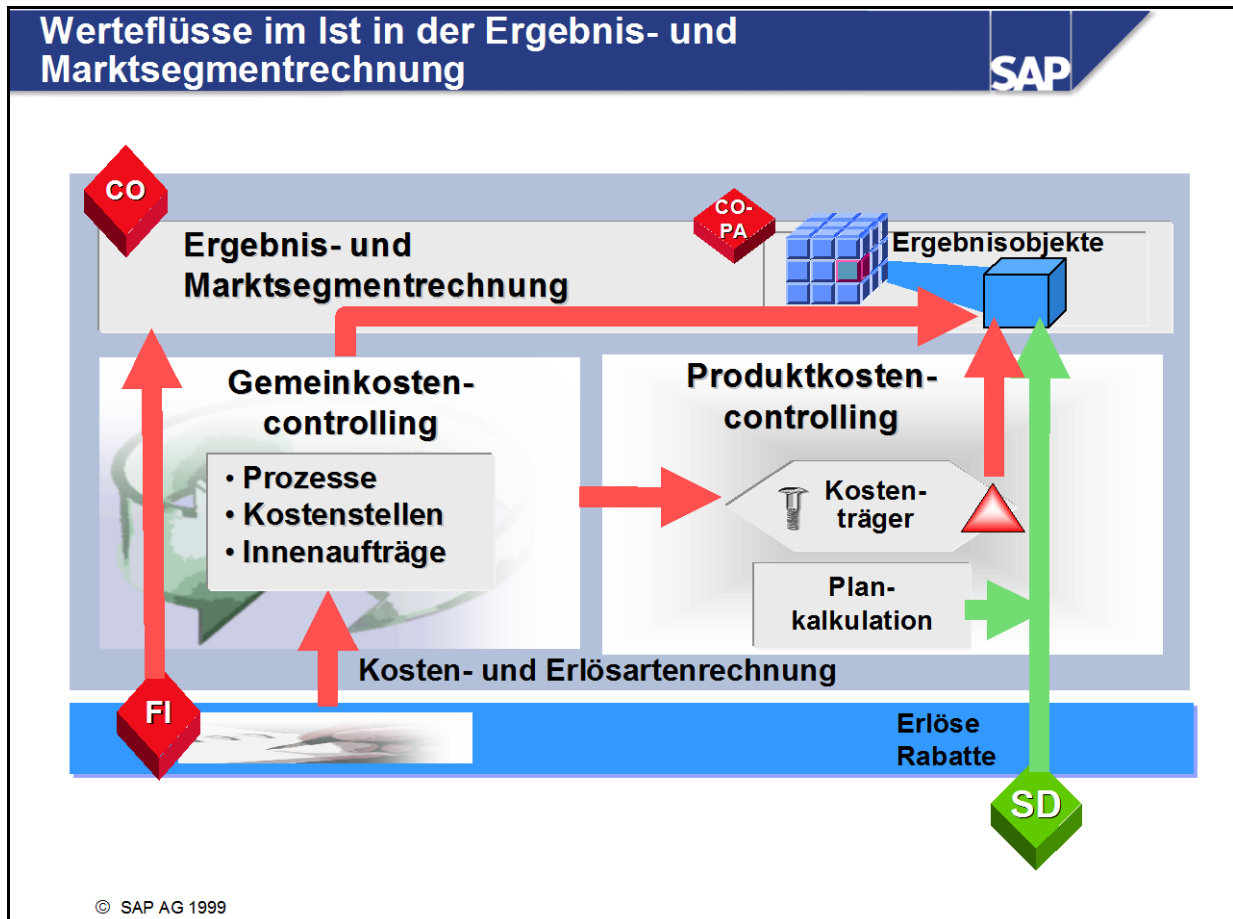 Werteflüsse im Ist in der Ergebnis- und
Marktsegmentrechnung
SAP
CO
CO-
PA
Ergebnis- und
Marktsegmentrechnung
Ergebnisobjekte
Gemeinkosten-
controlling
• Prozesse
• Kostenstellen
• Innenaufträge
Produktkosten-
controlling
Kosten-
träger
Plan-
kalkulation
Kosten- und Erlösartenrechnung
FI
Erlöse
Rabatte
SD
© SAP AG 1999